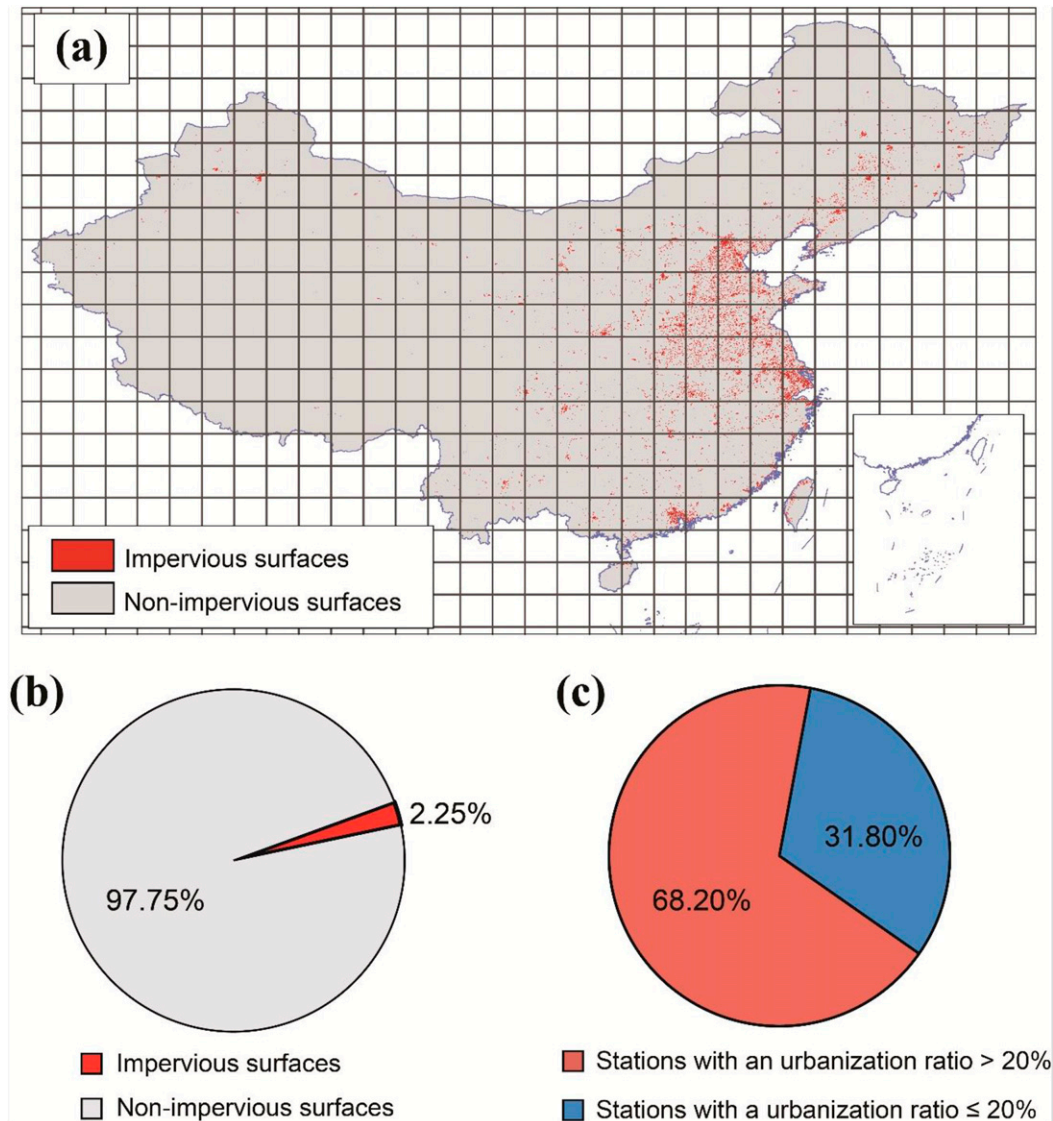 (a)
Impervious surfaces
Non-impervious surfaces
(b)
(c)
2.25%
97.75%
31.80%
68.20%
Impervious surfaces
Non-impervious surfaces
Stations with an urbanization ratio > 20%
Stations with a urbanization ratio ≤ 20%